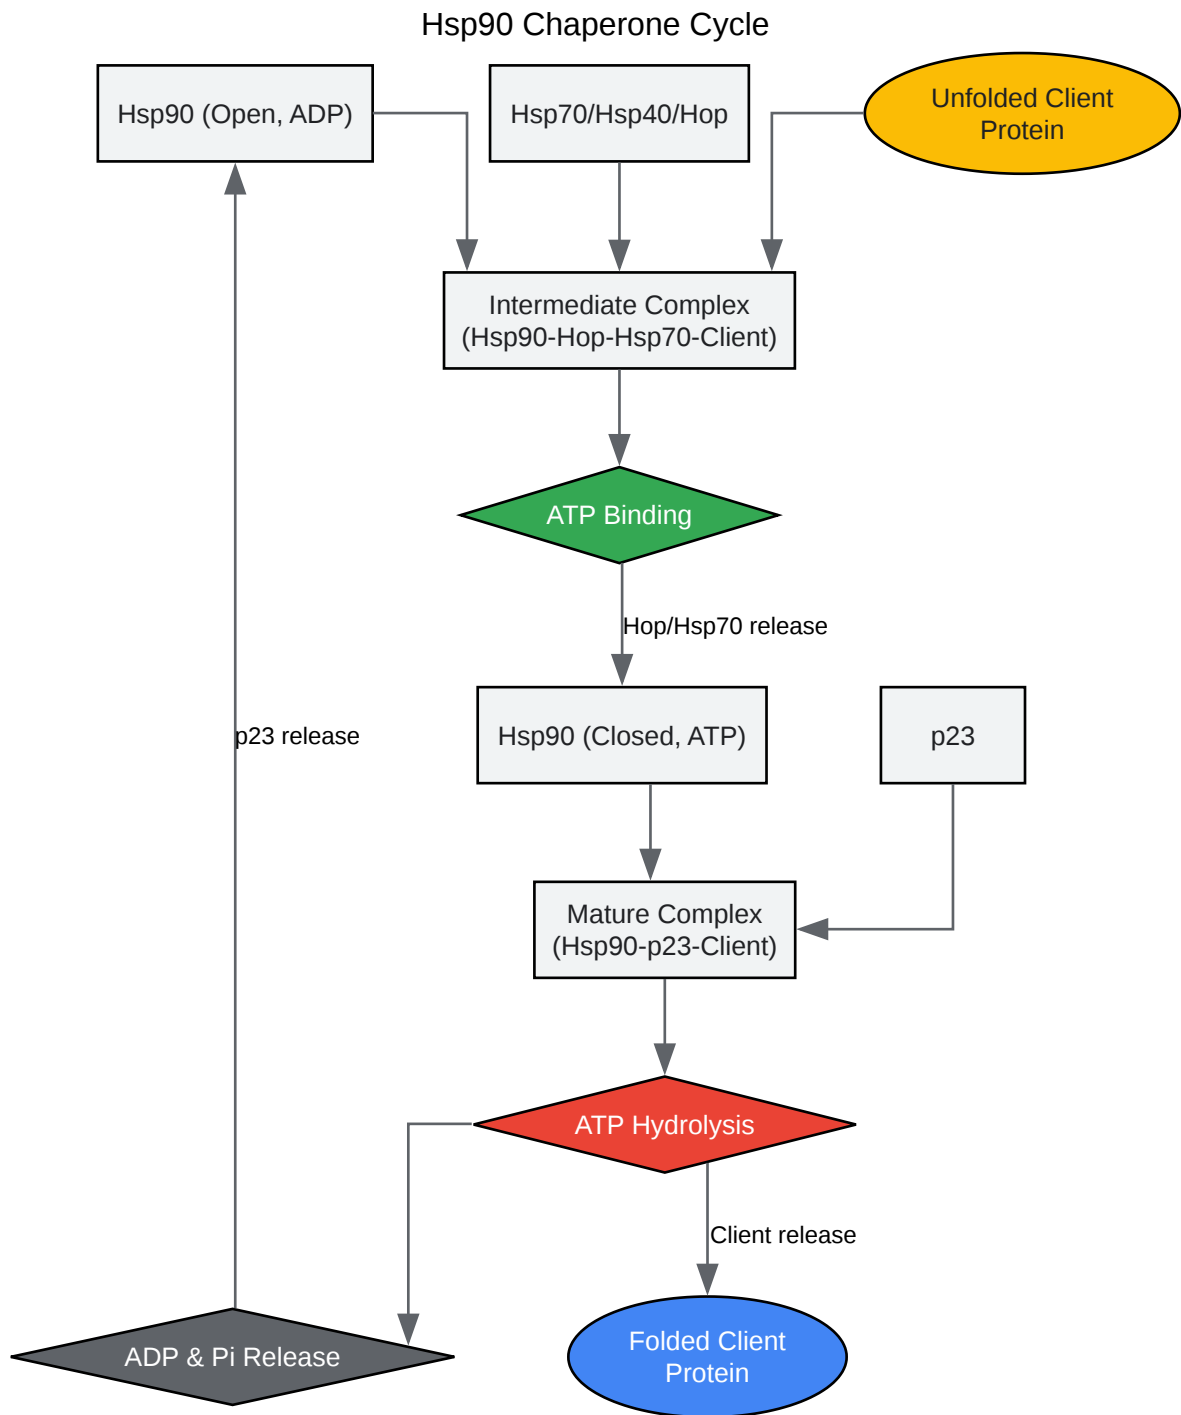 Hsp90 Chaperone Cycle
Hsp90 (Open, ADP)
Hsp70/Hsp40/Hop
Unfolded Client
Protein
Intermediate Complex
(Hsp90-Hop-Hsp70-Client)
ATP Binding
Hop/Hsp70 release
p23 release
Hsp90 (Closed, ATP)
p23
Mature Complex
(Hsp90-p23-Client)
ATP Hydrolysis
Client release
ADP & Pi Release
Folded Client
Protein